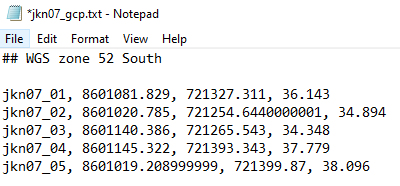 *jkn07_gcp.txt - Notepad
File Edit Format View Help
## WGS zone 52 South
jkn07_01, 8601081.829, 721327.311, 36.143
jkn07_02, 8601020.785, 721254.6440000001, 34.894
jkn07_03, 8601140.386, 721265.543, 34.348
jkn07_04, 8601145.322, 721393.343, 37.779
jkn07_05, 8601019.208999999, 721399.87, 38.096